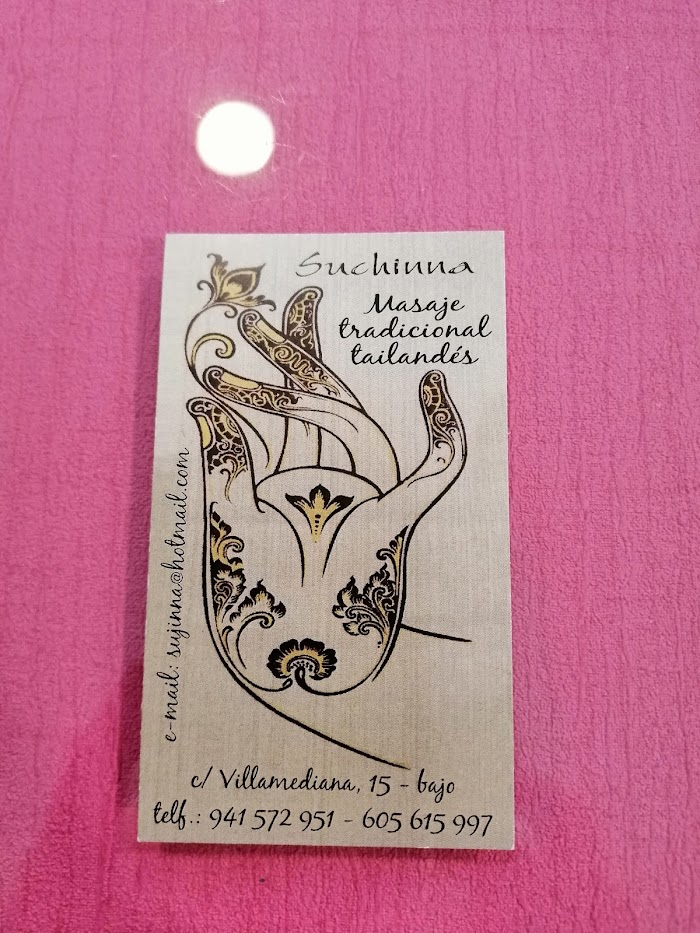 Suchinna
Masaje
tradicional
tailandés
e-mail: sujinna@hotmail.com
c/ Villamediana, 15 - bajo
telf.: 941 572 951 - 605 615 997